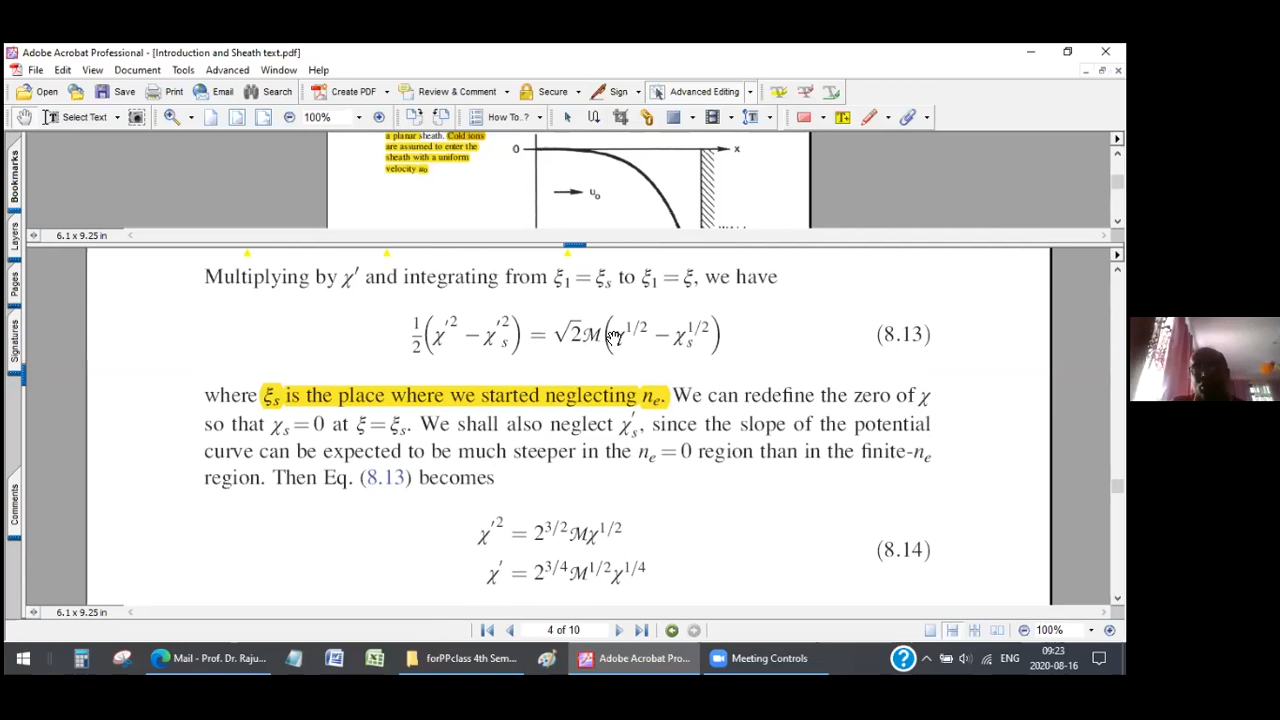 Adobe Acrobat Professional - [Introduction and Sheath text.pdf]
File Edit View Document Tools Advanced Window Help
Open Save Print Email Search Create PDF Review & Comment Secure Sign Advanced Editing
Select Text 100% How To?
Bookmarks
Layers
Pages
Comments
a planar sheath. Cold ions
are assumed to enter the
sheath with a uniform
velocity u₀
0 x
u₀
6.1 x 9.25 in
Multiplying by χ′ and integrating from ξ₁ = ξₛ to ξ₁ = ξ, we have
½(χ′² − χ′ₛ²) = √2ℳ(χ^{1/2} − χₛ^{1/2}) (8.13)
where ξₛ is the place where we started neglecting nₑ. We can redefine the zero of χ
so that χₛ = 0 at ξ = ξₛ. We shall also neglect χ′ₛ, since the slope of the potential
curve can be expected to be much steeper in the nₑ = 0 region than in the finite-nₑ
region. Then Eq. (8.13) becomes
χ′² = 2^{3/2}ℳχ^{1/2}
(8.14)
χ′ = 2^{3/4}ℳ^{1/2}χ^{1/4}
6.1 x 9.25 in
4 of 10 100%
Mail - Prof. Dr. Raju... forPPclass 4th Sem... Adobe Acrobat Pro... Meeting Controls ENG 09:23
2020-08-16